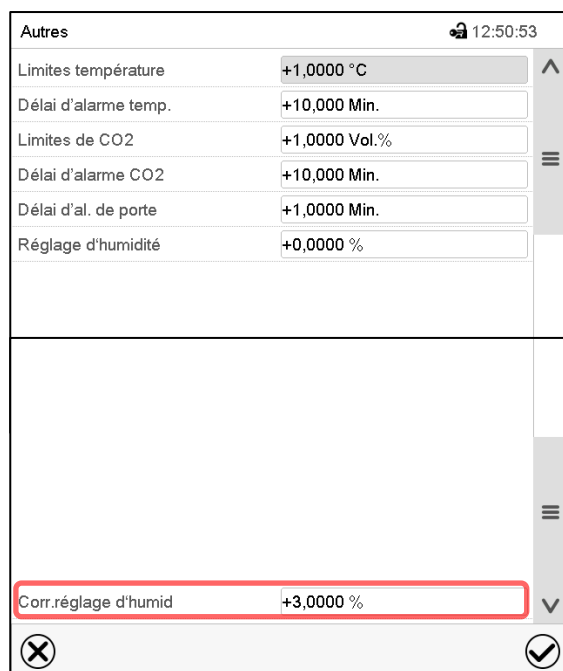 Autres 12:50:53
Limites température +1,0000 °C
Délai d'alarme temp. +10,000 Min.
Limites de CO2 +1,0000 Vol.%
Délai d'alarme CO2 +10,000 Min.
Délai d'al. de porte +1,0000 Min.
Réglage d'humidité +0,0000 %
Corr.réglage d'humid +3,0000 %